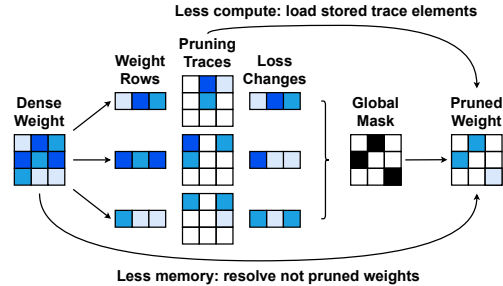 Less compute: load stored trace elements
Pruning
Traces
Weight
Rows
Loss
Changes
Dense
Weight
Global
Mask
Pruned
Weight
Less memory: resolve not pruned weights